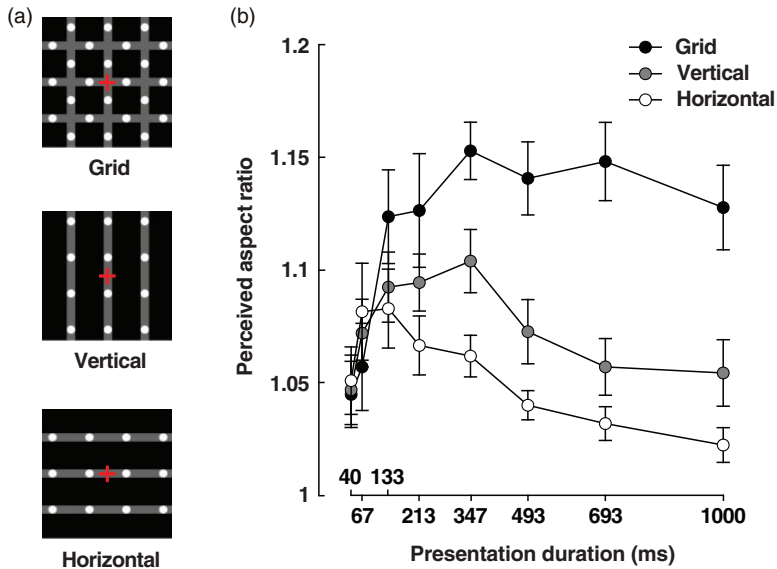 (a)
Grid
Vertical
Horizontal
(b)
Perceived aspect ratio
1.2
1.15
1.1
1.05
1
Grid
Vertical
Horizontal
40 133
67 213 347 493 693 1000
Presentation duration (ms)